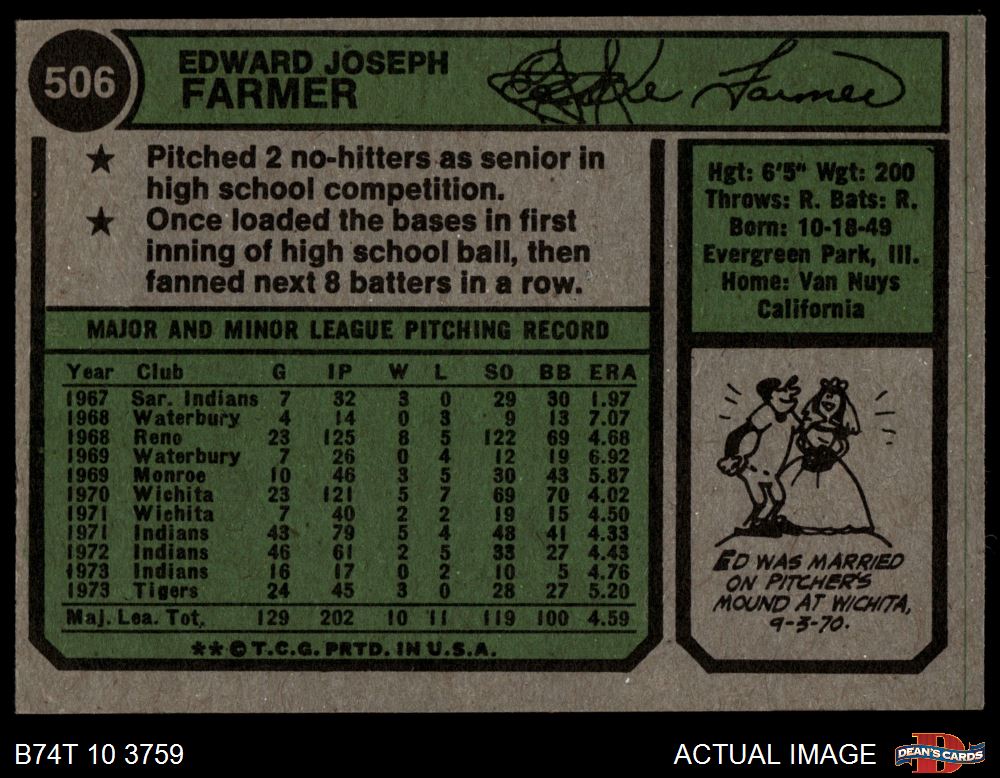 506
EDWARD JOSEPH
FARMER
Farmer
★ Pitched 2 no-hitters as senior in
high school competition.
★ Once loaded the bases in first
inning of high school ball, then
fanned next 8 batters in a row.
Hgt: 6'5" Wgt: 200
Throws: R. Bats: R.
Born: 10-18-49
Evergreen Park, Ill.
Home: Van Nuys
California
MAJOR AND MINOR LEAGUE PITCHING RECORD
Year Club G IP W L SO BB ERA
1967 Sar. Indians 7 32 3 0 29 30 1.97
1968 Waterbury 4 14 0 3 9 13 7.07
1968 Reno 23 125 8 5 122 69 4.68
1969 Waterbury 7 26 0 4 12 19 6.92
1969 Monroe 10 46 3 5 30 43 5.87
1970 Wichita 23 121 5 7 69 70 4.02
1971 Wichita 7 40 2 2 19 15 4.50
1971 Indians 43 79 5 4 48 41 4.33
1972 Indians 46 61 2 5 33 27 4.43
1973 Indians 16 17 0 2 10 5 4.76
1973 Tigers 24 45 3 0 28 27 5.20
Maj. Lea. Tot. 129 202 10 11 119 100 4.59
**©T.C.G. PRTD. IN U.S.A.
ED WAS MARRIED
ON PITCHER'S
MOUND AT WICHITA,
9-3-70.
B74T 10 3759
ACTUAL IMAGE
DEAN'S CARDS